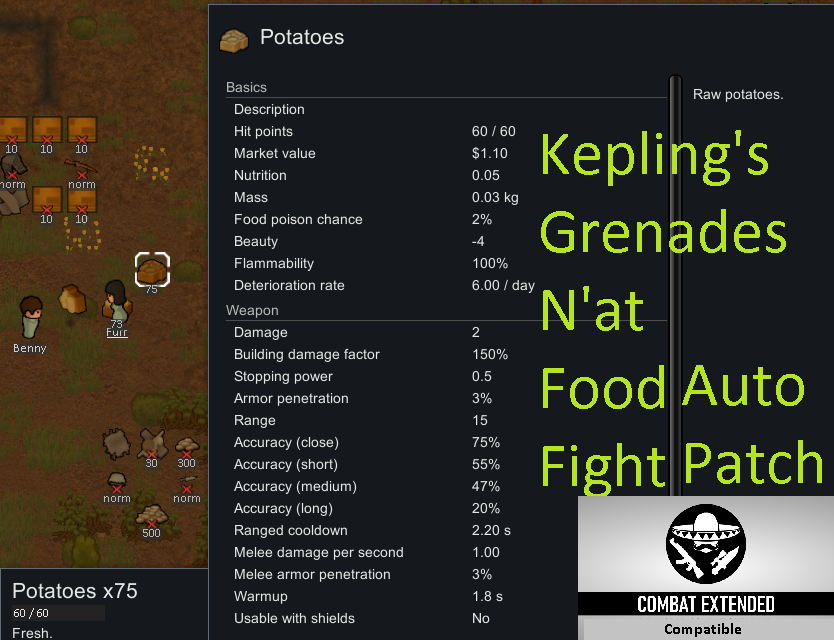 Potatoes
Basics
Description
Hit points 60 / 60
Market value $1.10
Nutrition 0.05
Mass 0.03 kg
Food poison chance 2%
Beauty -4
Flammability 100%
Deterioration rate 6.00 / day
Weapon
Damage 2
Building damage factor 150%
Stopping power 0.5
Armor penetration 3%
Range 15
Accuracy (close) 75%
Accuracy (short) 55%
Accuracy (medium) 47%
Accuracy (long) 20%
Ranged cooldown 2.20 s
Melee damage per second 1.00
Melee armor penetration 3%
Warmup 1.8 s
Usable with shields No
Raw potatoes.
Kepling's
Grenades
N'at
Food Auto
Fight Patch
COMBAT EXTENDED
Compatible
10 10 10
norm norm
10 10
75
73
Furr
Benny
30 300
norm norm
500
Potatoes x75
60 / 60
Fresh.